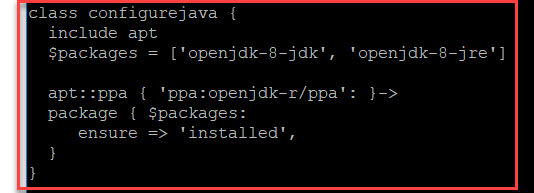 class configurejava {
  include apt
  $packages = ['openjdk-8-jdk', 'openjdk-8-jre']

  apt::ppa { 'ppa:openjdk-r/ppa': }->
  package { $packages:
     ensure => 'installed',
  }
}